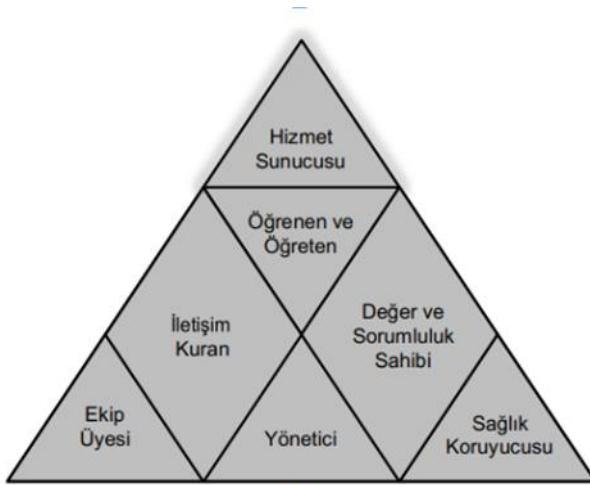 Hizmet
Sunucusu
Öğrenen ve
Öğreten
İletişim
Kuran
Değer ve
Sorumluluk
Sahibi
Ekip
Üyesi
Yönetici
Sağlık
Koruyucusu